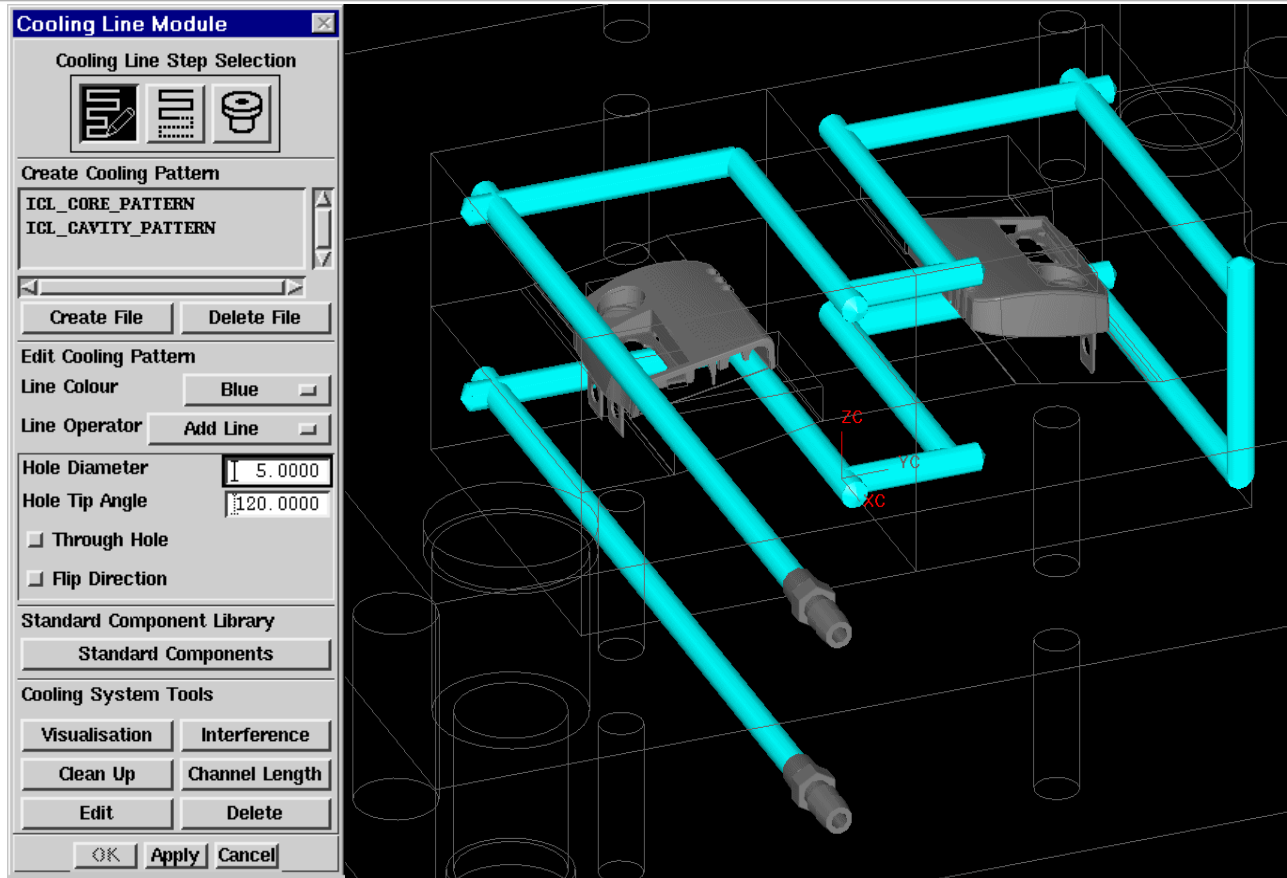 Cooling Line Module
Cooling Line Step Selection
Create Cooling Pattern
ICL_CORE_PATTERN
ICL_CAVITY_PATTERN
Create File Delete File
Edit Cooling Pattern
Line Colour Blue
Line Operator Add Line
Hole Diameter 5.0000
Hole Tip Angle 120.0000
Through Hole
Flip Direction
Standard Component Library
Standard Components
Cooling System Tools
Visualisation Interference
Clean Up Channel Length
Edit Delete
OK Apply Cancel
ZC
YC
XC